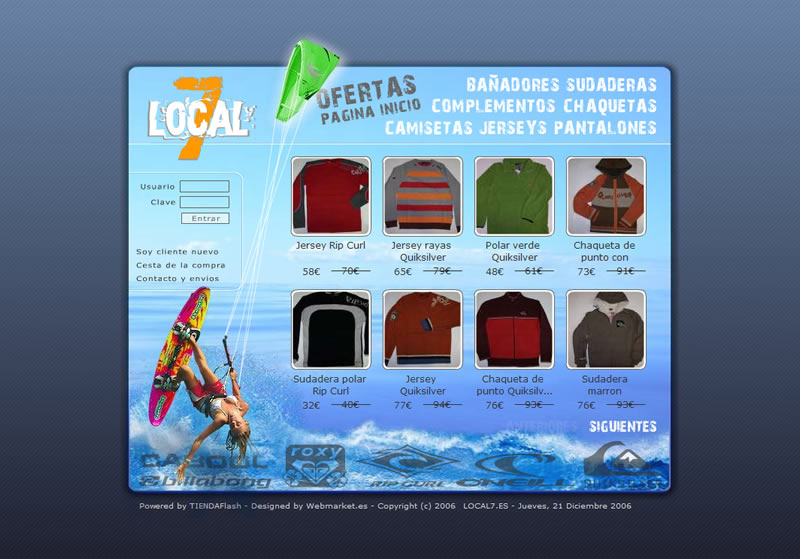 LOCAL 7
OFERTAS
PAGINA INICIO
BAÑADORES SUDADERAS
COMPLEMENTOS CHAQUETAS
CAMISETAS JERSEYS PANTALONES
Usuario
Clave
Entrar
Soy cliente nuevo
Cesta de la compra
Contacto y envios
Jersey Rip Curl
58€ 70€
Jersey rayas
Quiksilver
65€ 79€
Polar verde
Quiksilver
48€ 61€
Chaqueta de
punto con
73€ 91€
Sudadera polar
Rip Curl
32€ 40€
Jersey
Quiksilver
77€ 94€
Chaqueta de
punto Quiksilv...
76€ 93€
Sudadera
marron
76€ 93€
ANTERIORES SIGUIENTES
billabong
roxy
RIP CURL
O'NEILL
QUIKSILVER
Powered by TIENDAFlash - Designed by Webmarket.es - Copyright (c) 2006 LOCAL7.ES - Jueves, 21 Diciembre 2006